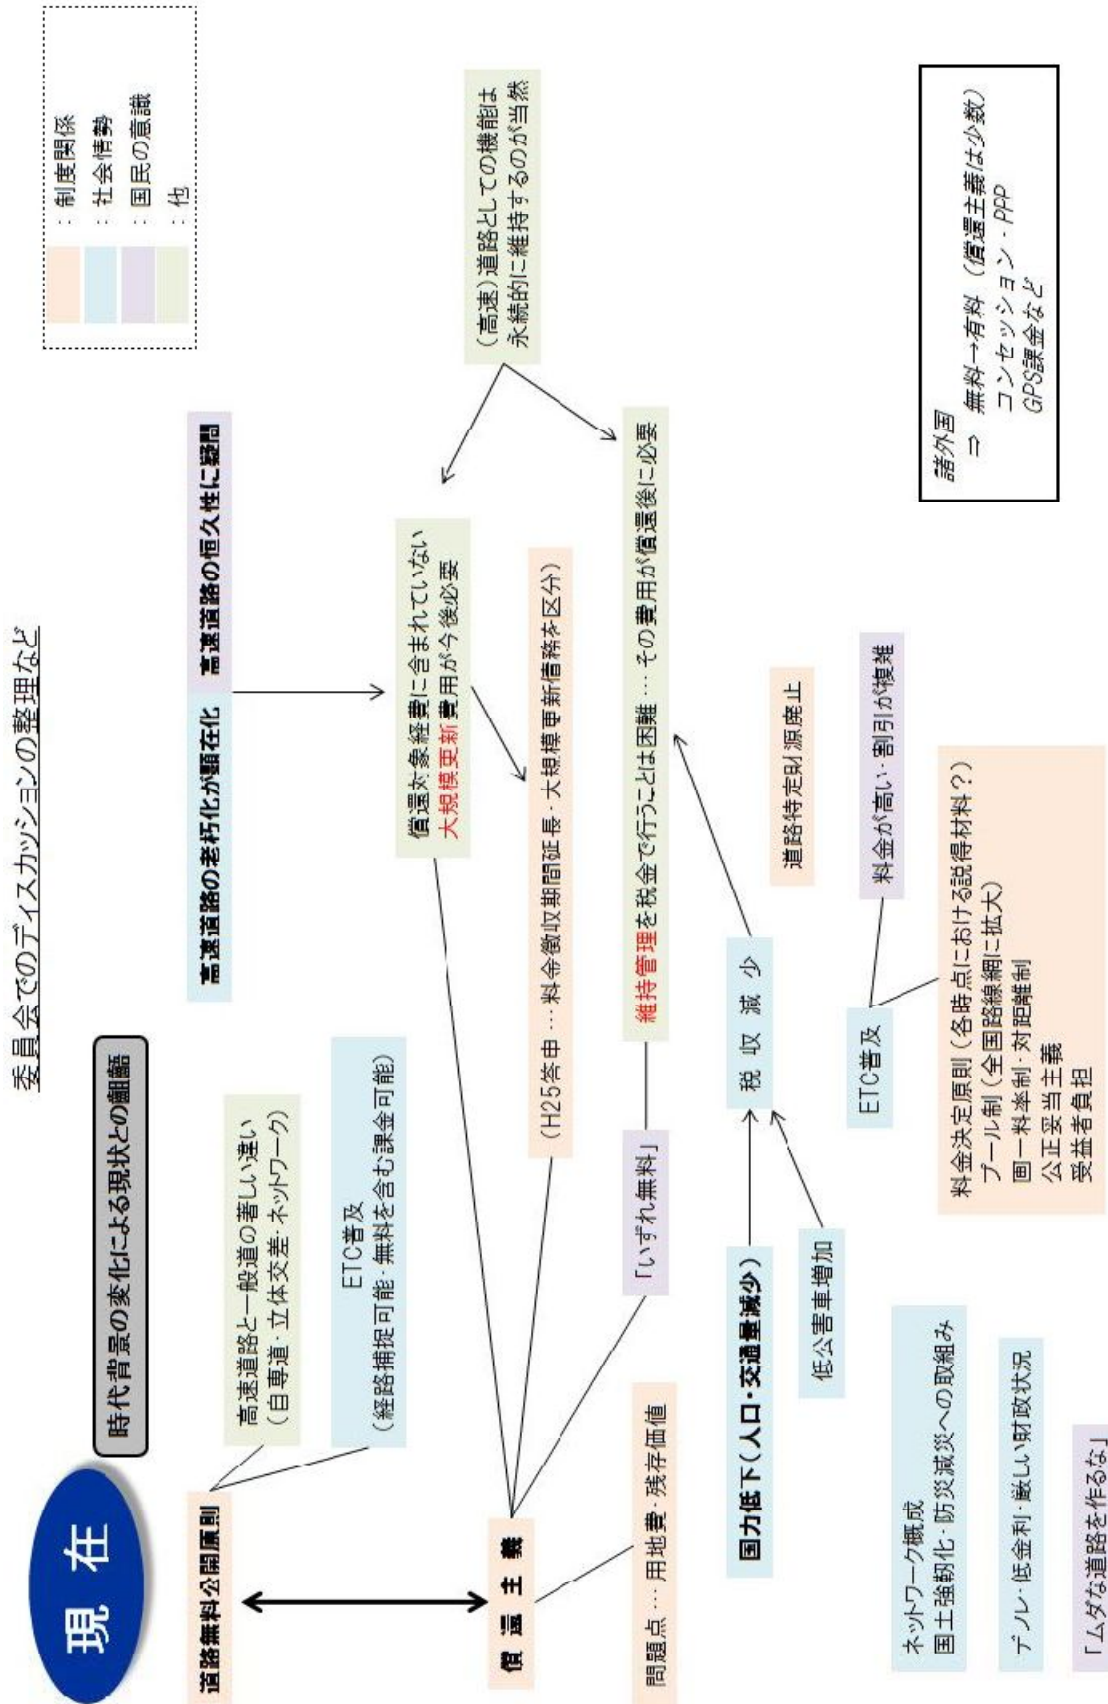 委員会でのディスカッションの整理など
現 在
時代背景の変化による現状との齟齬
：制度関係
：社会情勢
：国民の意識
：他
道路無料公開原則
高速道路と一般道の著しい違い
（自専道・立体交差・ネットワーク）
ETC普及
（経路捕捉可能・無料を含む課金可能）
高速道路の老朽化が顕在化
高速道路の恒久性に疑問
償還対象経費に含まれていない
大規模更新費用が今後必要
（高速）道路としての機能は
永続的に維持するのが当然
償 還 主 義
（H25答申 … 料金徴収期間延長・大規模更新債務を区分）
問題点 … 用地費・残存価値
「いずれ無料」
維持管理を税金で行うことは困難 … その費用が償還後に必要
国力低下（人口・交通量減少）
税 収 減 少
道路特定財源廃止
低公害車増加
ETC普及
料金が高い・割引が複雑
ネットワーク概成
国土強靭化・防災減災への取組み
料金決定原則（各時点における説得材料？）
プール制（全国路線網に拡大）
画一料率制・対距離制
公正妥当主義
受益者負担
諸外国
⇒ 無料→有料（償還主義は少数）
コンセッション・PPP
GPS課金など
デフレ・低金利・厳しい財政状況
「ムダな道路を作るな」